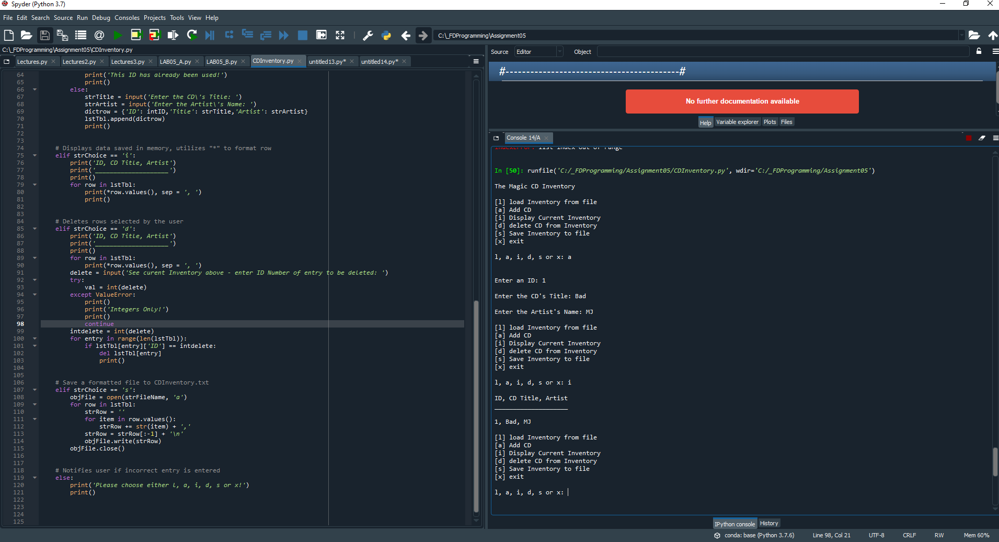 Spyder (Python 3.7)
File Edit Search Source Run Debug Consoles Projects Tools View Help
C:\_FDProgramming\Assignment05
C:\_FDProgramming\Assignment05\CDInventory.py
Lectures.py Lectures2.py Lectures3.py LAB05_A.py LAB05_B.py CDInventory.py untitled13.py* untitled14.py*
64 print('This ID has already been used!')
65 print()
66 else:
67 strTitle = input('Enter the CD\'s Title: ')
68 strArtist = input('Enter the Artist\'s Name: ')
69 dictrow = {'ID': intID,'Title': strTitle,'Artist': strArtist}
70 lstTbl.append(dictrow)
71 print()
72
73
74 # Displays data saved in memory, utilizes "*" to format row
75 elif strChoice == 'i':
76 print('ID, CD Title, Artist')
77 print('____________________')
78 print()
79 for row in lstTbl:
80 print(*row.values(), sep = ', ')
81 print()
82
83
84 # Deletes rows selected by the user
85 elif strChoice == 'd':
86 print('ID, CD Title, Artist')
87 print('____________________')
88 print()
89 for row in lstTbl:
90 print(*row.values(), sep = ', ')
91 delete = input('See curent Inventory above - enter ID Number of entry to be deleted: ')
92 try:
93 val = int(delete)
94 except ValueError:
95 print()
96 print('Integers Only!')
97 print()
98 continue
99 intdelete = int(delete)
100 for entry in range(len(lstTbl)):
101 if lstTbl[entry]['ID'] == intdelete:
102 del lstTbl[entry]
103 print()
104
105
106 # Save a formatted file to CDInventory.txt
107 elif strChoice == 's':
108 objFile = open(strFileName, 'a')
109 for row in lstTbl:
110 strRow = ''
111 for item in row.values():
112 strRow += str(item) + ','
113 strRow = strRow[:-1] + '\n'
114 objFile.write(strRow)
115 objFile.close()
116
117
118 # Notifies user if incorrect entry is entered
119 else:
120 print('Please choose either l, a, i, d, s or x!')
121 print()
122
123
124
125
Source Editor Object
#-----------------------------------------#
No further documentation available
Help Variable explorer Plots Files
Console 14/A
IndexError: list index out of range
In [50]: runfile('C:/_FDProgramming/Assignment05/CDInventory.py', wdir='C:/_FDProgramming/Assignment05')
The Magic CD Inventory
[l] load Inventory from file
[a] Add CD
[i] Display Current Inventory
[d] delete CD from Inventory
[s] Save Inventory to file
[x] exit
l, a, i, d, s or x: a
Enter an ID: 1
Enter the CD's Title: Bad
Enter the Artist's Name: MJ
[l] load Inventory from file
[a] Add CD
[i] Display Current Inventory
[d] delete CD from Inventory
[s] Save Inventory to file
[x] exit
l, a, i, d, s or x: i
ID, CD Title, Artist
____________________
1, Bad, MJ
[l] load Inventory from file
[a] Add CD
[i] Display Current Inventory
[d] delete CD from Inventory
[s] Save Inventory to file
[x] exit
l, a, i, d, s or x:
IPython console History
conda: base (Python 3.7.6) Line 98, Col 21 UTF-8 CRLF RW Mem 60%